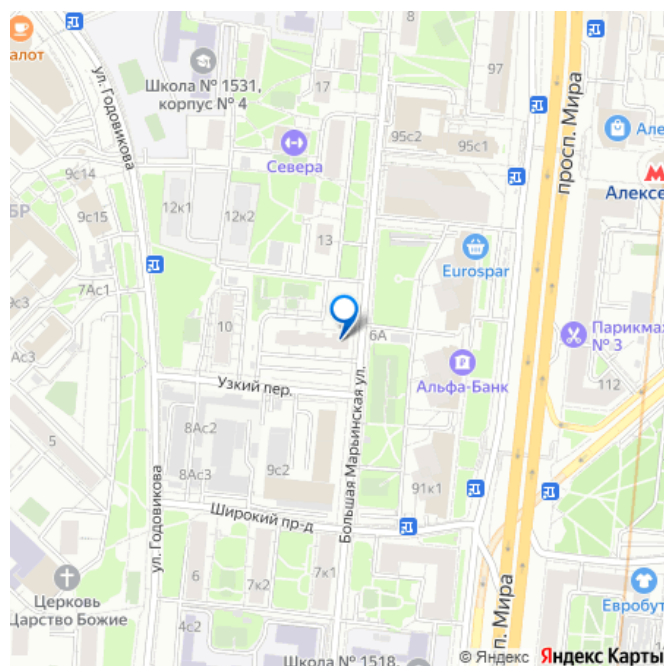 8
алот
97
Школа № 1531,
корпус № 4
17
ул. Годовикова
просп. Мира
95с2
95с1
Але
Севера
М
Алексе
9с14
12к1
12к2
БР
9с15
13
Eurospar
7Ас1
9с3
10
6А
Парикмах
№ 3
Ас3
Альфа-Банк
112
Узкий пер.
Большая Марьинская ул.
8Ас2
5
9с2
8Ас3
91к1
ул. Годовикова
Широкий пр-д
6
7к2
7к1
Церковь
Царство Божие
4с2
Евробут
п. Мира
Школа № 1518,
© Яндекс Яндекс Карты